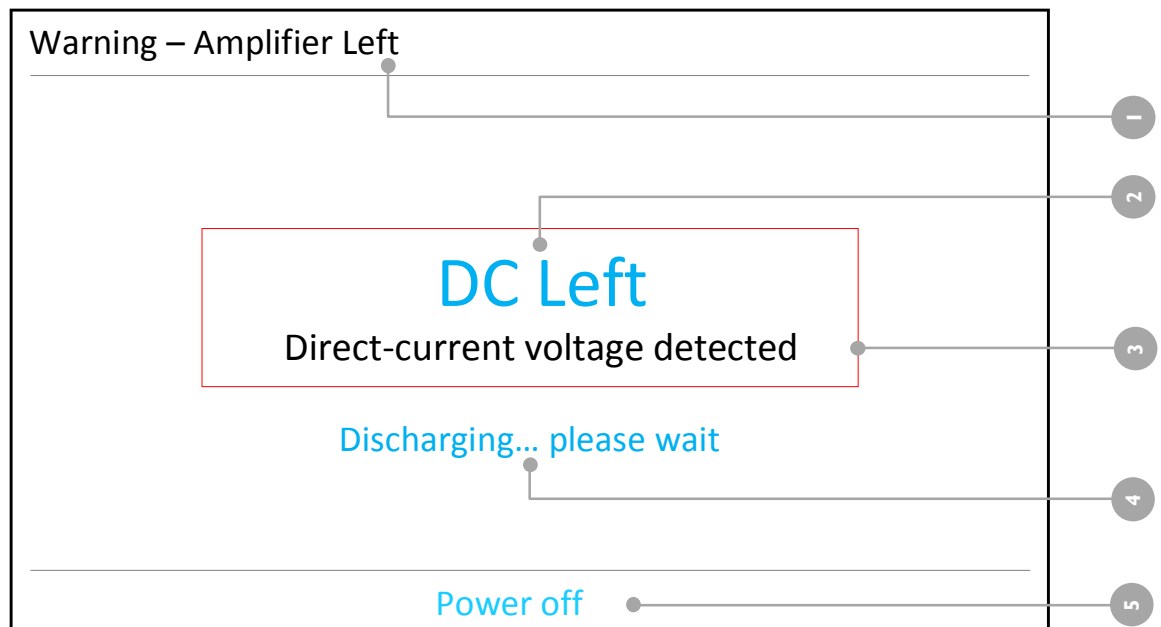 Warning – Amplifier Left
1
2
DC Left
Direct-current voltage detected
3
Discharging... please wait
4
Power off
5